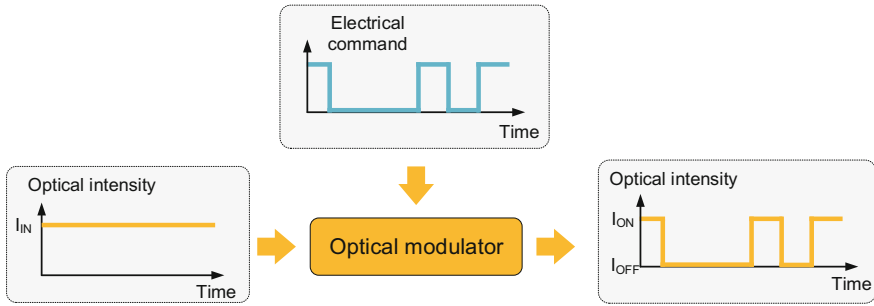 Electrical
command
Time
Optical intensity
I_IN
Time
Optical modulator
Optical intensity
I_ON
I_OFF
Time